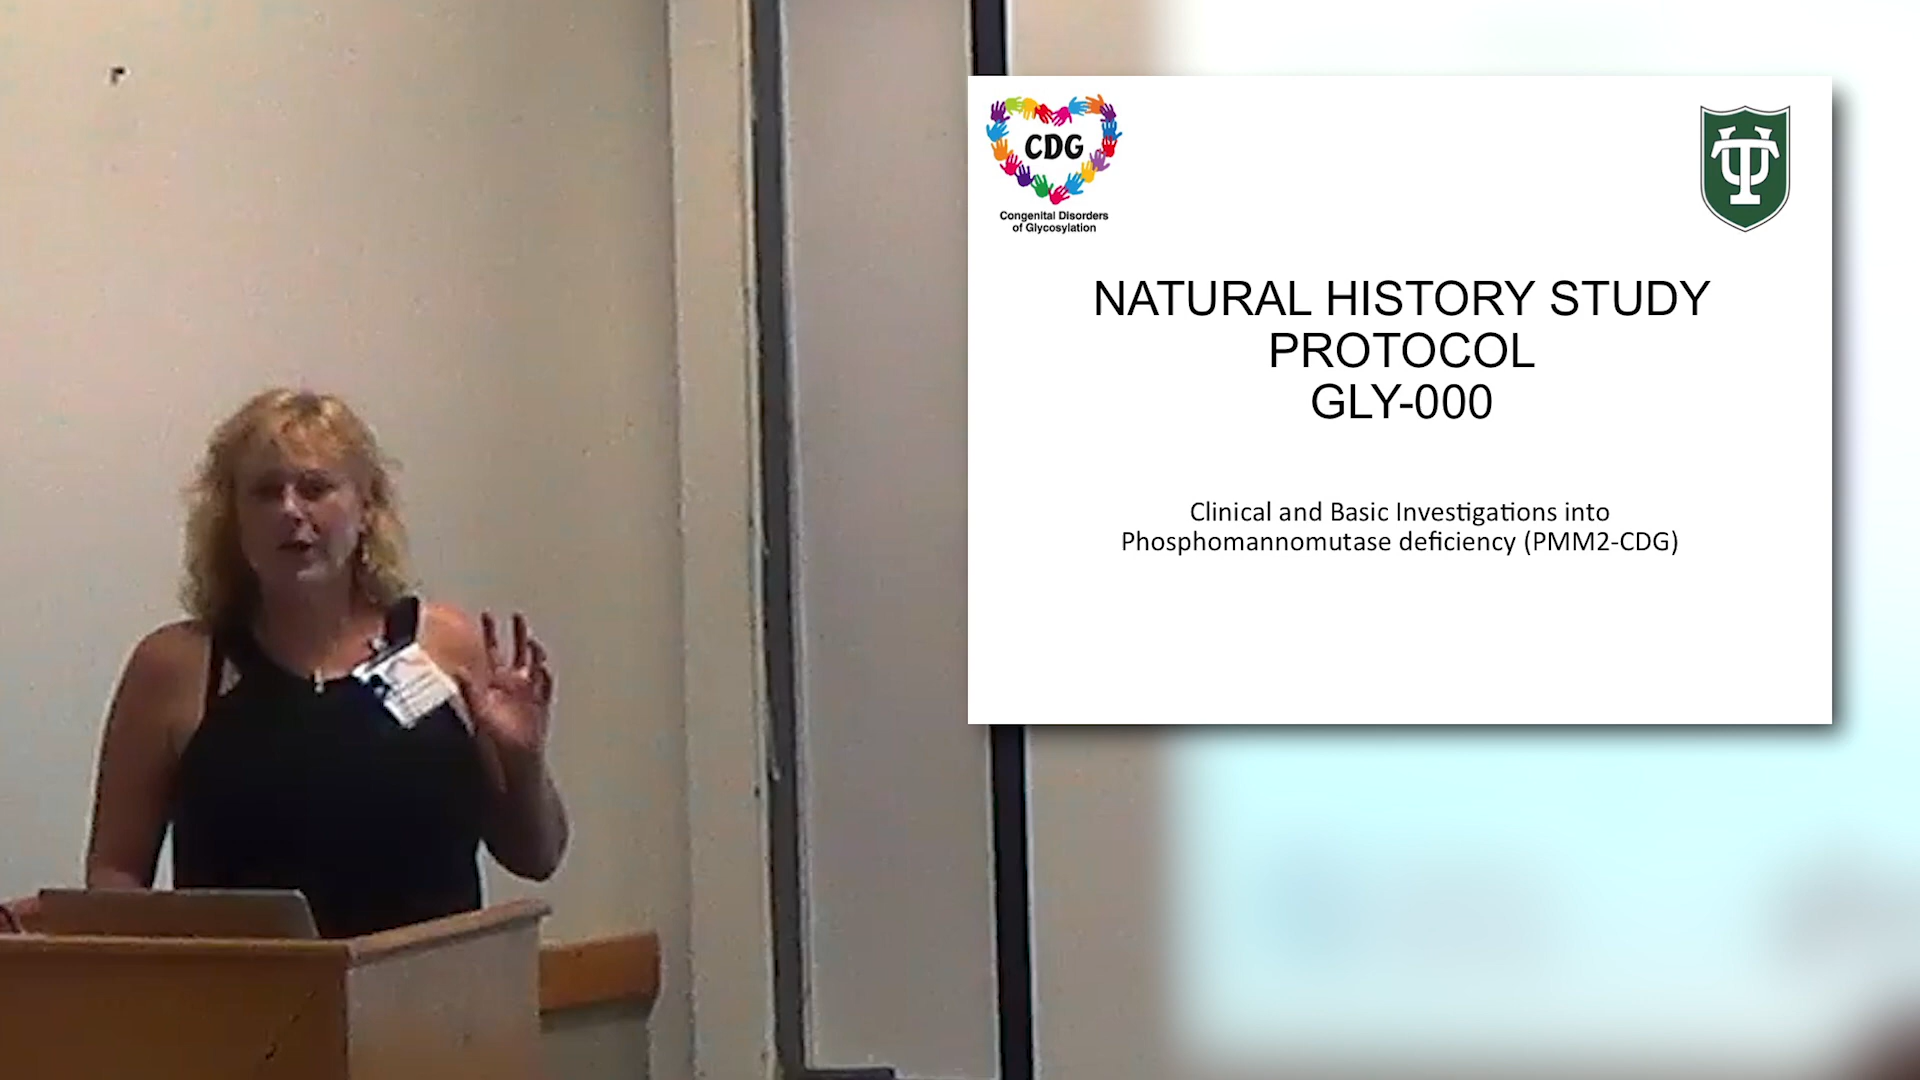 CDG
Congenital Disorders
of Glycosylation
NATURAL HISTORY STUDY
PROTOCOL
GLY-000
Clinical and Basic Investigations into
Phosphomannomutase deficiency (PMM2-CDG)